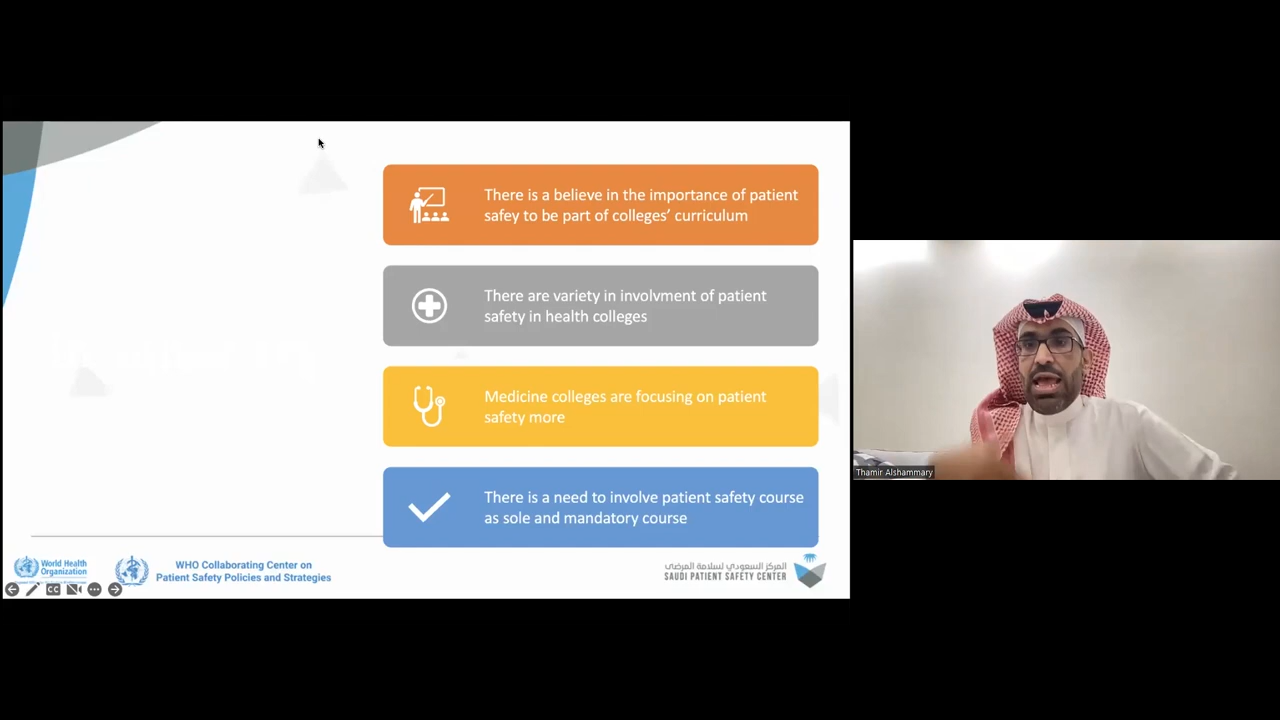 There is a believe in the importance of patient
safey to be part of colleges’ curriculum
There are variety in involvment of patient
safety in health colleges
Medicine colleges are focusing on patient
safety more
There is a need to involve patient safety course
as sole and mandatory course
World Health
Organization
WHO Collaborating Center on
Patient Safety Policies and Strategies
المركز السعودي لسلامة المرضى
SAUDI PATIENT SAFETY CENTER
CC
Thamir Alshammary